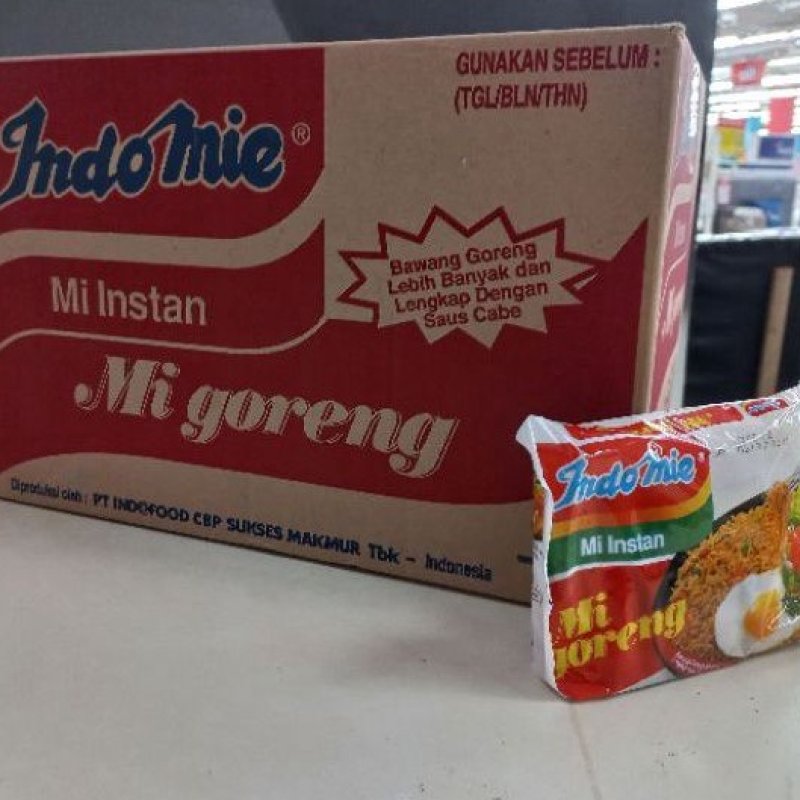 GUNAKAN SEBELUM :
(TGL/BLN/THN)
Indomie®
Mi Instan
Mi goreng
Bawang Goreng
Lebih Banyak dan
Lengkap Dengan
Saus Cabe
Diproduksi oleh : PT INDOFOOD CBP SUKSES MAKMUR Tbk - Indonesia
Indomie
Mi Instan
Mi
goreng